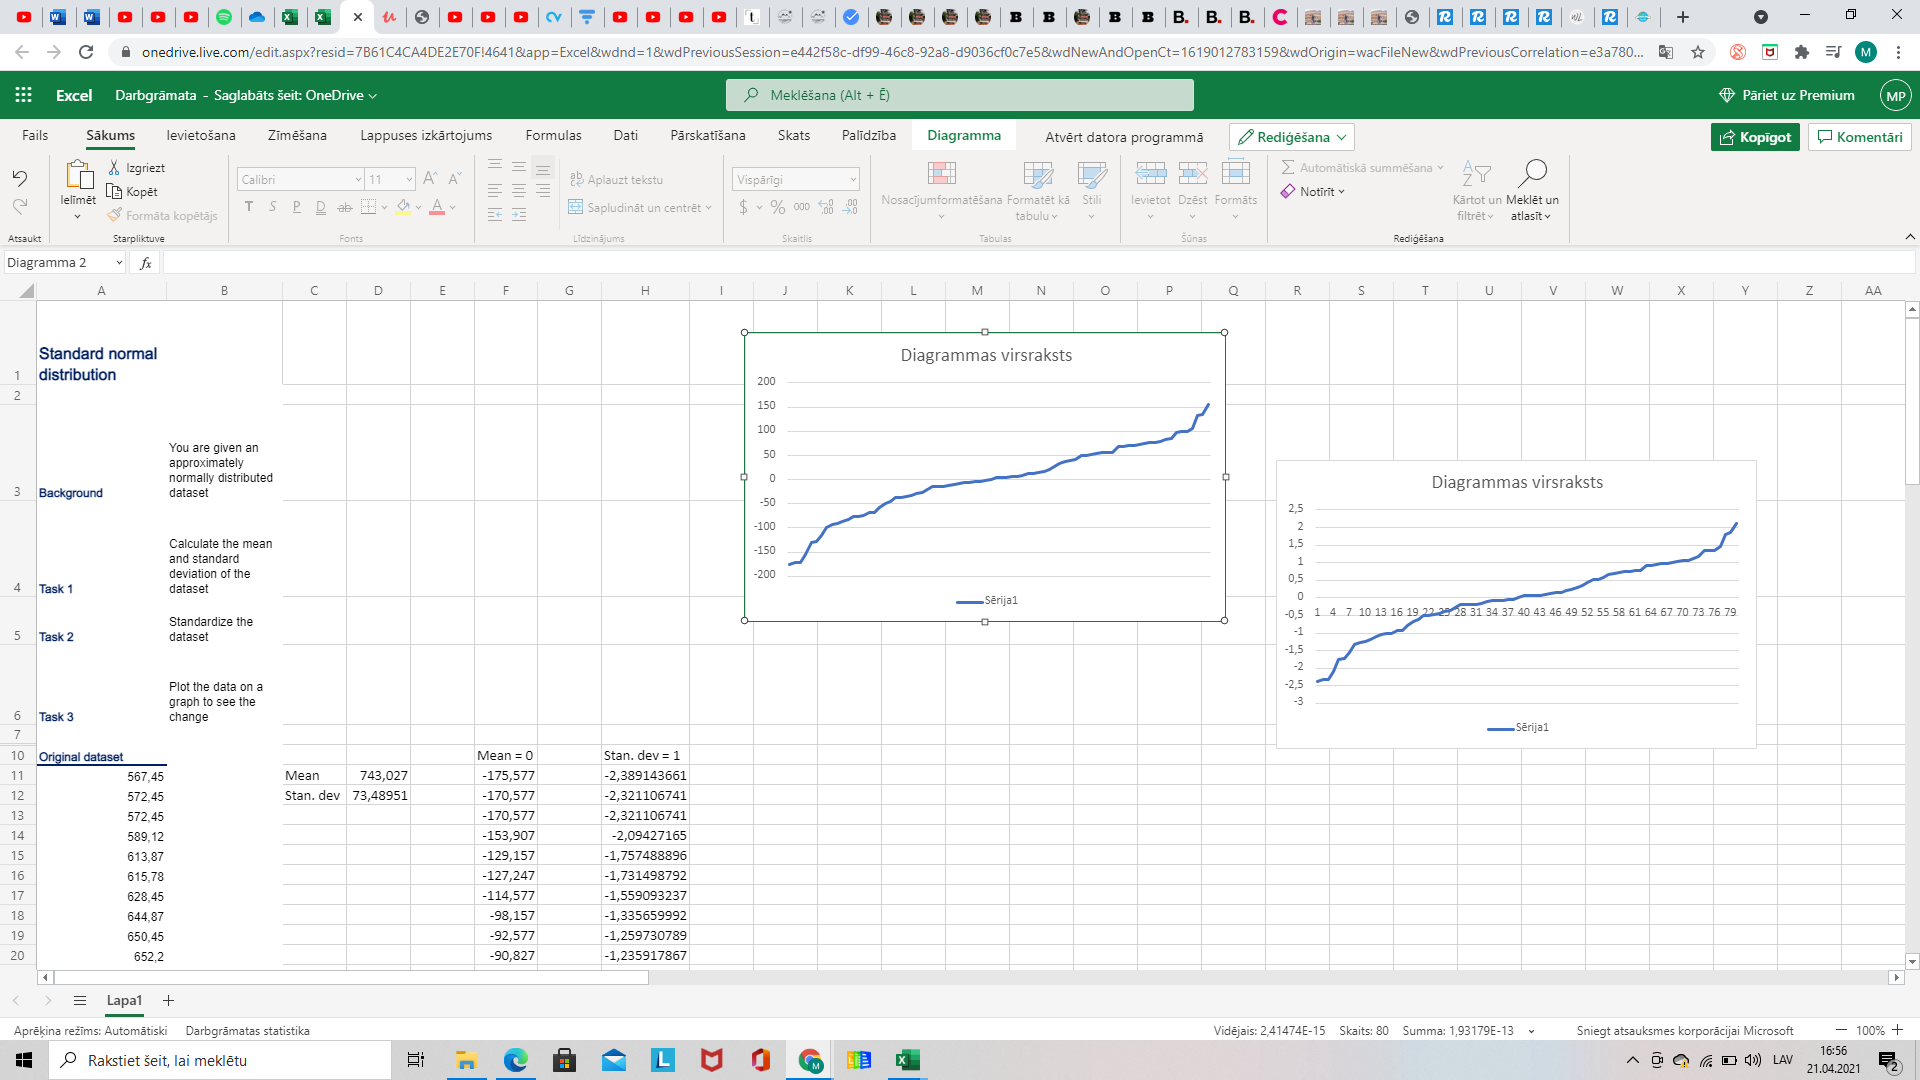 onedrive.live.com/edit.aspx?resid=7B61C4CA4DE2E70F!4641&app=Excel&wdnd=1&wdPreviousSession=e442f58c-df99-46c8-92a8-d9036cf0c7e5&wdNewAndOpenCt=1619012783159&wdOrigin=wacFileNew&wdPreviousCorrelation=e3a780...
M
Excel Darbgrāmata - Saglabāts šeit: OneDrive
Meklēšana (Alt + Ē)
Pāriet uz Premium MP
Fails Sākums Ievietošana Zīmēšana Lappuses izkārtojums Formulas Dati Pārskatīšana Skats Palīdzība Diagramma Atvērt datora programmā Rediģēšana Kopīgot Komentāri
Ielīmēt Izgriezt
Kopēt
Formāta kopētājs
Calibri 11
T S P D ab
Aplauzt tekstu
Sapludināt un centrēt
Vispārīgi
$ % 000
Nosacījumformatēšana Formatēt kā tabulu Stili
Ievietot Dzēst Formāts
Automātiskā summēšana
Notīrīt
Kārtot un filtrēt Meklēt un atlasīt
Atsaukt Starpliktuve Fonts Līdzinājums Skaitlis Tabulas Šūnas Rediģēšana
Diagramma 2 fx
A B C D E F G H I J K L M N O P Q R S T U V W X Y Z AA
1 Standard normal
distribution
2
3 Background You are given an
approximately
normally distributed
dataset
4 Task 1 Calculate the mean
and standard
deviation of the
dataset
5 Task 2 Standardize the
dataset
6 Task 3 Plot the data on a
graph to see the
change
7
10 Original dataset Mean = 0 Stan. dev = 1
11 567,45 Mean 743,027 -175,577 -2,389143661
12 572,45 Stan. dev 73,48951 -170,577 -2,321106741
13 572,45 -170,577 -2,321106741
14 589,12 -153,907 -2,09427165
15 613,87 -129,157 -1,757488896
16 615,78 -127,247 -1,731498792
17 628,45 -114,577 -1,559093237
18 644,87 -98,157 -1,335659992
19 650,45 -92,577 -1,259730789
20 652,2 -90,827 -1,235917867
Diagrammas virsraksts
200
150
100
50
0
-50
-100
-150
-200
Sērija1
Diagrammas virsraksts
2,5
2
1,5
1
0,5
0
-0,5
-1
-1,5
-2
-2,5
-3
1 4 7 10 13 16 19 22 25 28 31 34 37 40 43 46 49 52 55 58 61 64 67 70 73 76 79
Sērija1
Lapa1
Aprēķina režīms: Automātiski Darbgrāmatas statistika Vidējais: 2,41474E-15 Skaits: 80 Summa: 1,93179E-13 Sniegt atsauksmes korporācijai Microsoft 100%
Rakstiet šeit, lai meklētu
LAV 16:56
21.04.2021
2